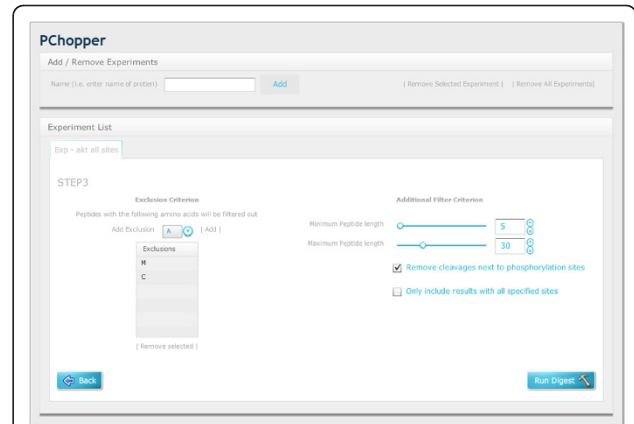 PChopper
Add / Remove Experiments
Name (i.e. enter name of protien) Add | Remove Selected Experiment | | Remove All Experiments|
Experiment List
Exp - akt all sites
STEP3
Exclusion Criterion
Peptides with the following amino acids will be filtered out
Add Exclusion A | Add |
Exclusions
M
C
| Remove selected |
Additional Filter Criterion
Minimum Peptide length 5
Maximum Peptide length 30
Remove cleavages next to phosphorylation sites
Only include results with all specified sites
Back
Run Digest